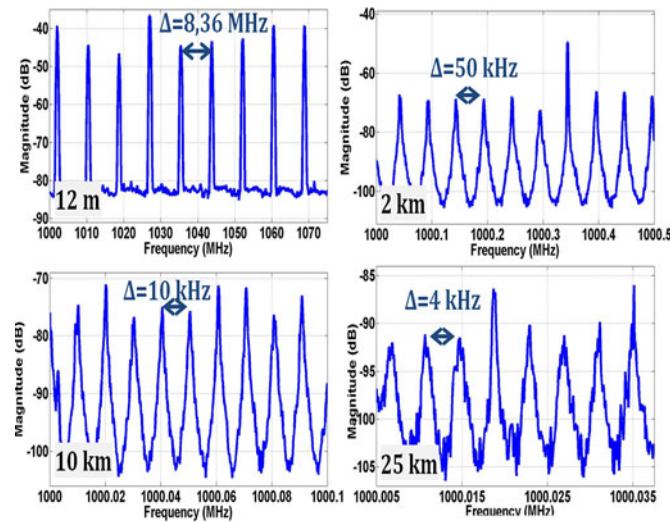 Δ=8,36 MHz
-40
-50
-60
-70
-80
-90
Magnitude (dB)
12 m
1000 1010 1020 1030 1040 1050 1060 1070
Frequency (MHz)
Δ=50 kHz
-40
-60
-80
-100
Magnitude (dB)
2 km
1000 1000.1 1000.2 1000.3 1000.4 1000.5
Frequency (MHz)
Δ=10 kHz
-70
-80
-90
-100
Magnitude (dB)
10 km
1000 1000.02 1000.04 1000.06 1000.08 1000.1
Frequency (MHz)
Δ=4 kHz
-85
-90
-95
-100
-105
Magnitude (dB)
25 km
1000.005 1000.015 1000.025 1000.035
Frequency (MHz)